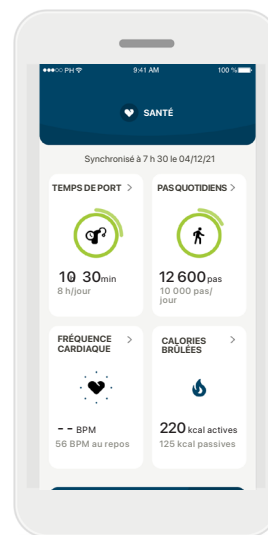 PH 9:41 AM 100 %
SANTÉ
Synchronisé à 7 h 30 le 04/12/21
TEMPS DE PORT > PAS QUOTIDIENS >
30min 12 600 pas
8 h/jour 10 000 pas/
jour
FRÉQUENCE
CARDIAQUE >
CALORIES
BRÛLÉES >
-- BPM 220 kcal actives
56 BPM au repos 125 kcal passives